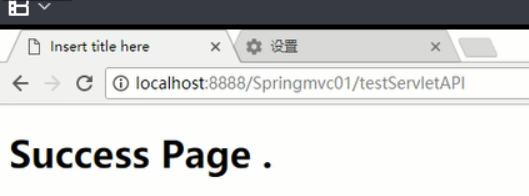 Insert title here
设置
localhost:8888/Springmvc01/testServletAPI
Success Page .